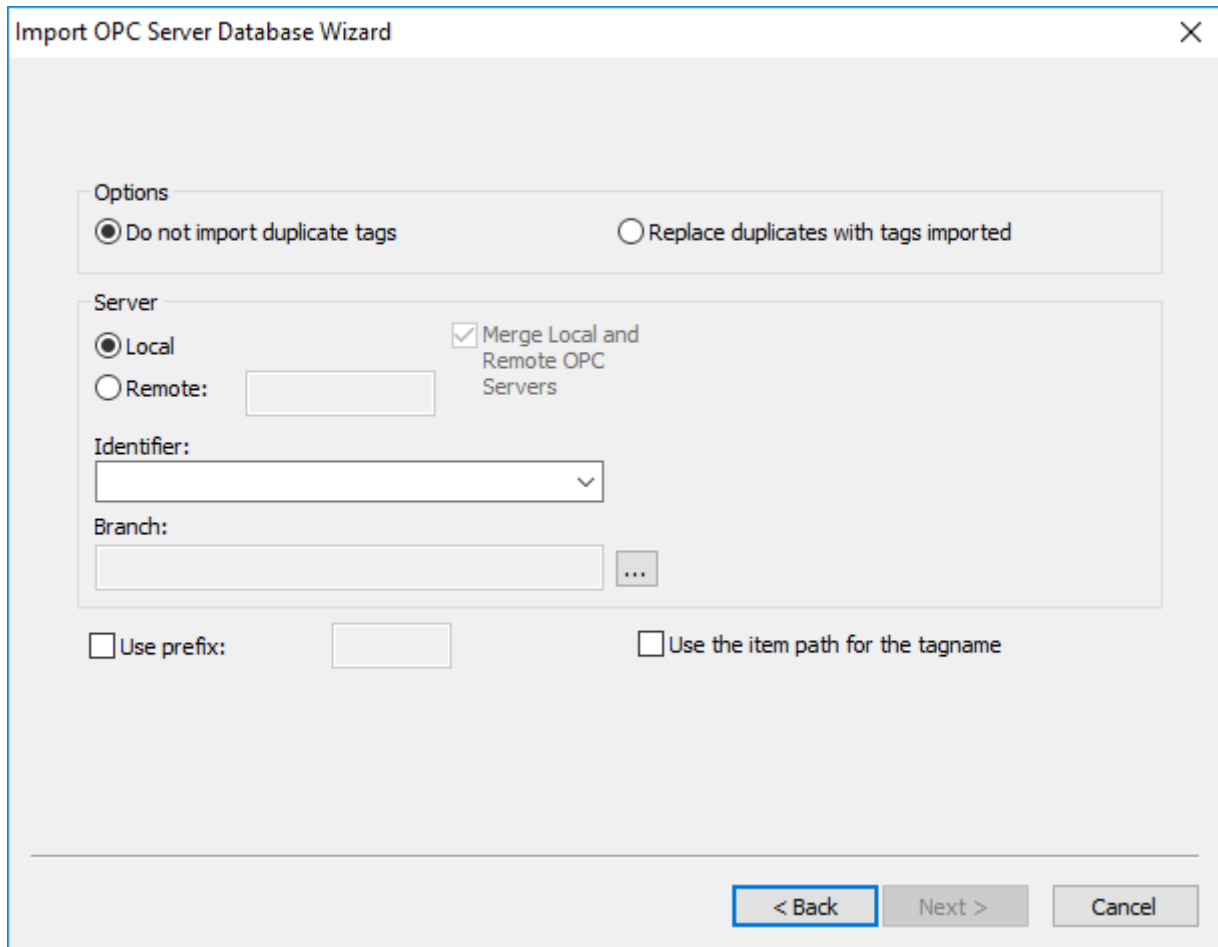 Import OPC Server Database Wizard
Options
Do not import duplicate tags
Replace duplicates with tags imported
Server
Local
Merge Local and
Remote OPC
Servers
Remote:
Identifier:
Branch:
...
Use prefix:
Use the item path for the tagname
< Back
Next >
Cancel